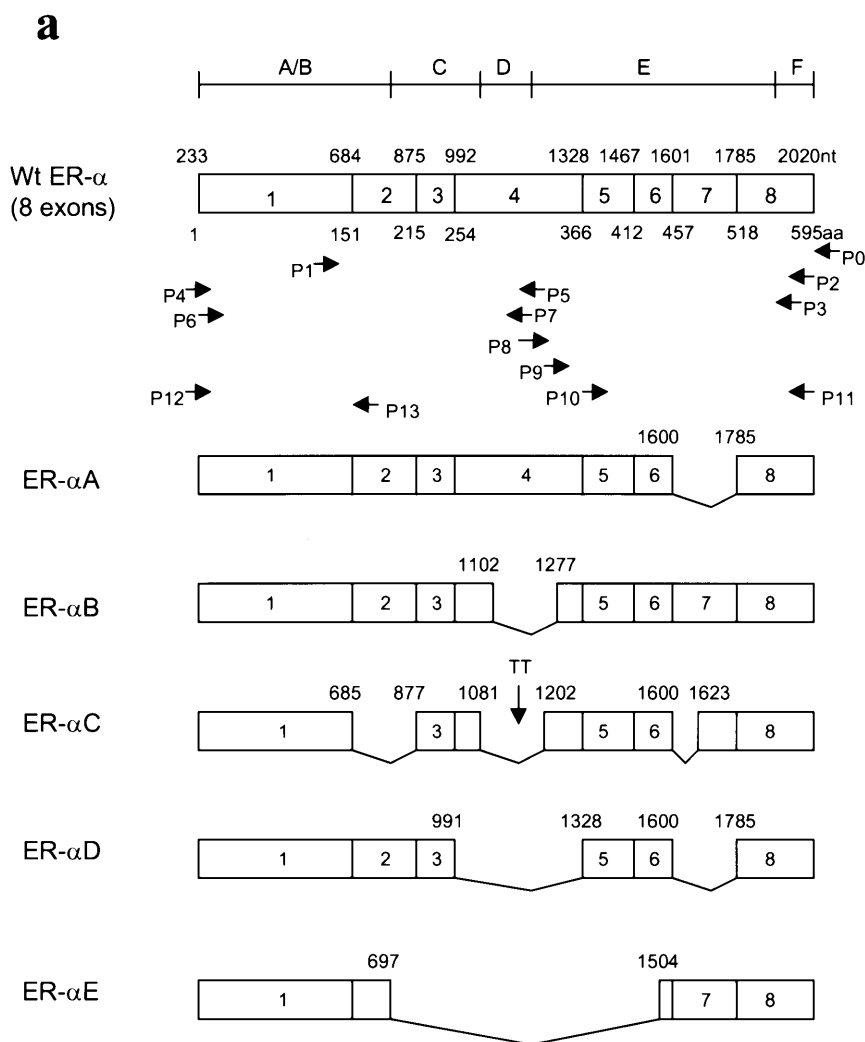 a
A/B C D E F
233 684 875 992 1328 1467 1601 1785 2020nt
Wt ER-α
(8 exons)
1 2 3 4 5 6 7 8
1 151 215 254 366 412 457 518 595aa
P0
P1
P2
P4 P5
P3
P6 P7
P8
P9
P12 P10 P11
P13
1600 1785
ER-αA 1 2 3 4 5 6 8
1102 1277
ER-αB 1 2 3 5 6 7 8
TT
685 877 1081 1202 1600 1623
ER-αC 1 3 5 6 8
991 1328 1600 1785
ER-αD 1 2 3 5 6 8
697 1504
ER-αE 1 7 8